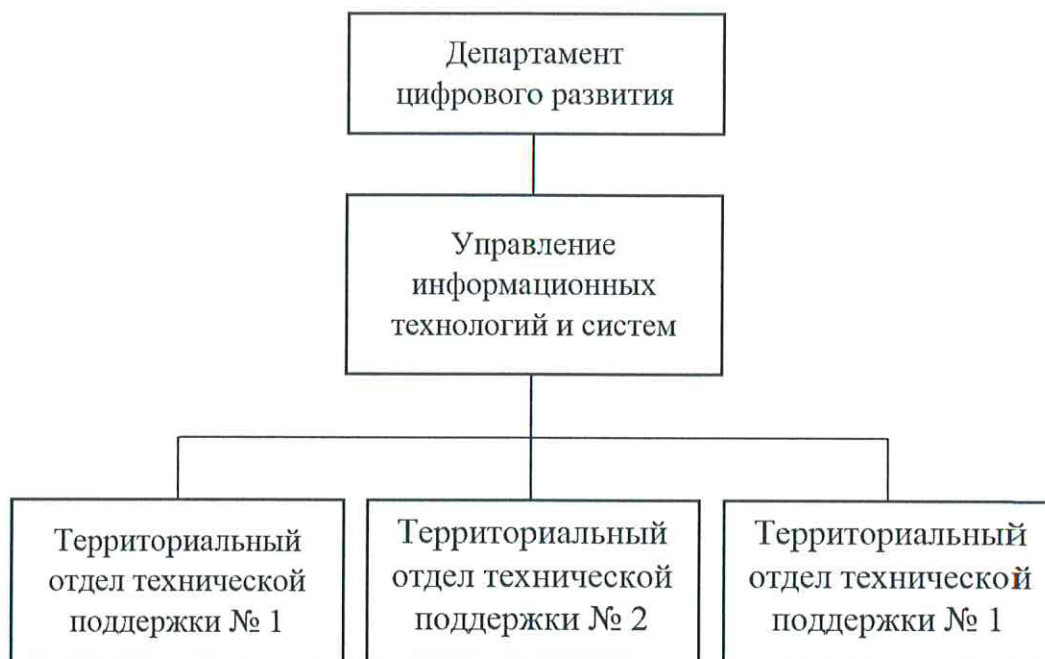 Департамент
цифрового развития
Управление
информационных
технологий и систем
Территориальный
отдел технической
поддержки № 1
Территориальный
отдел технической
поддержки № 2
Территориальный
отдел технической
поддержки № 1